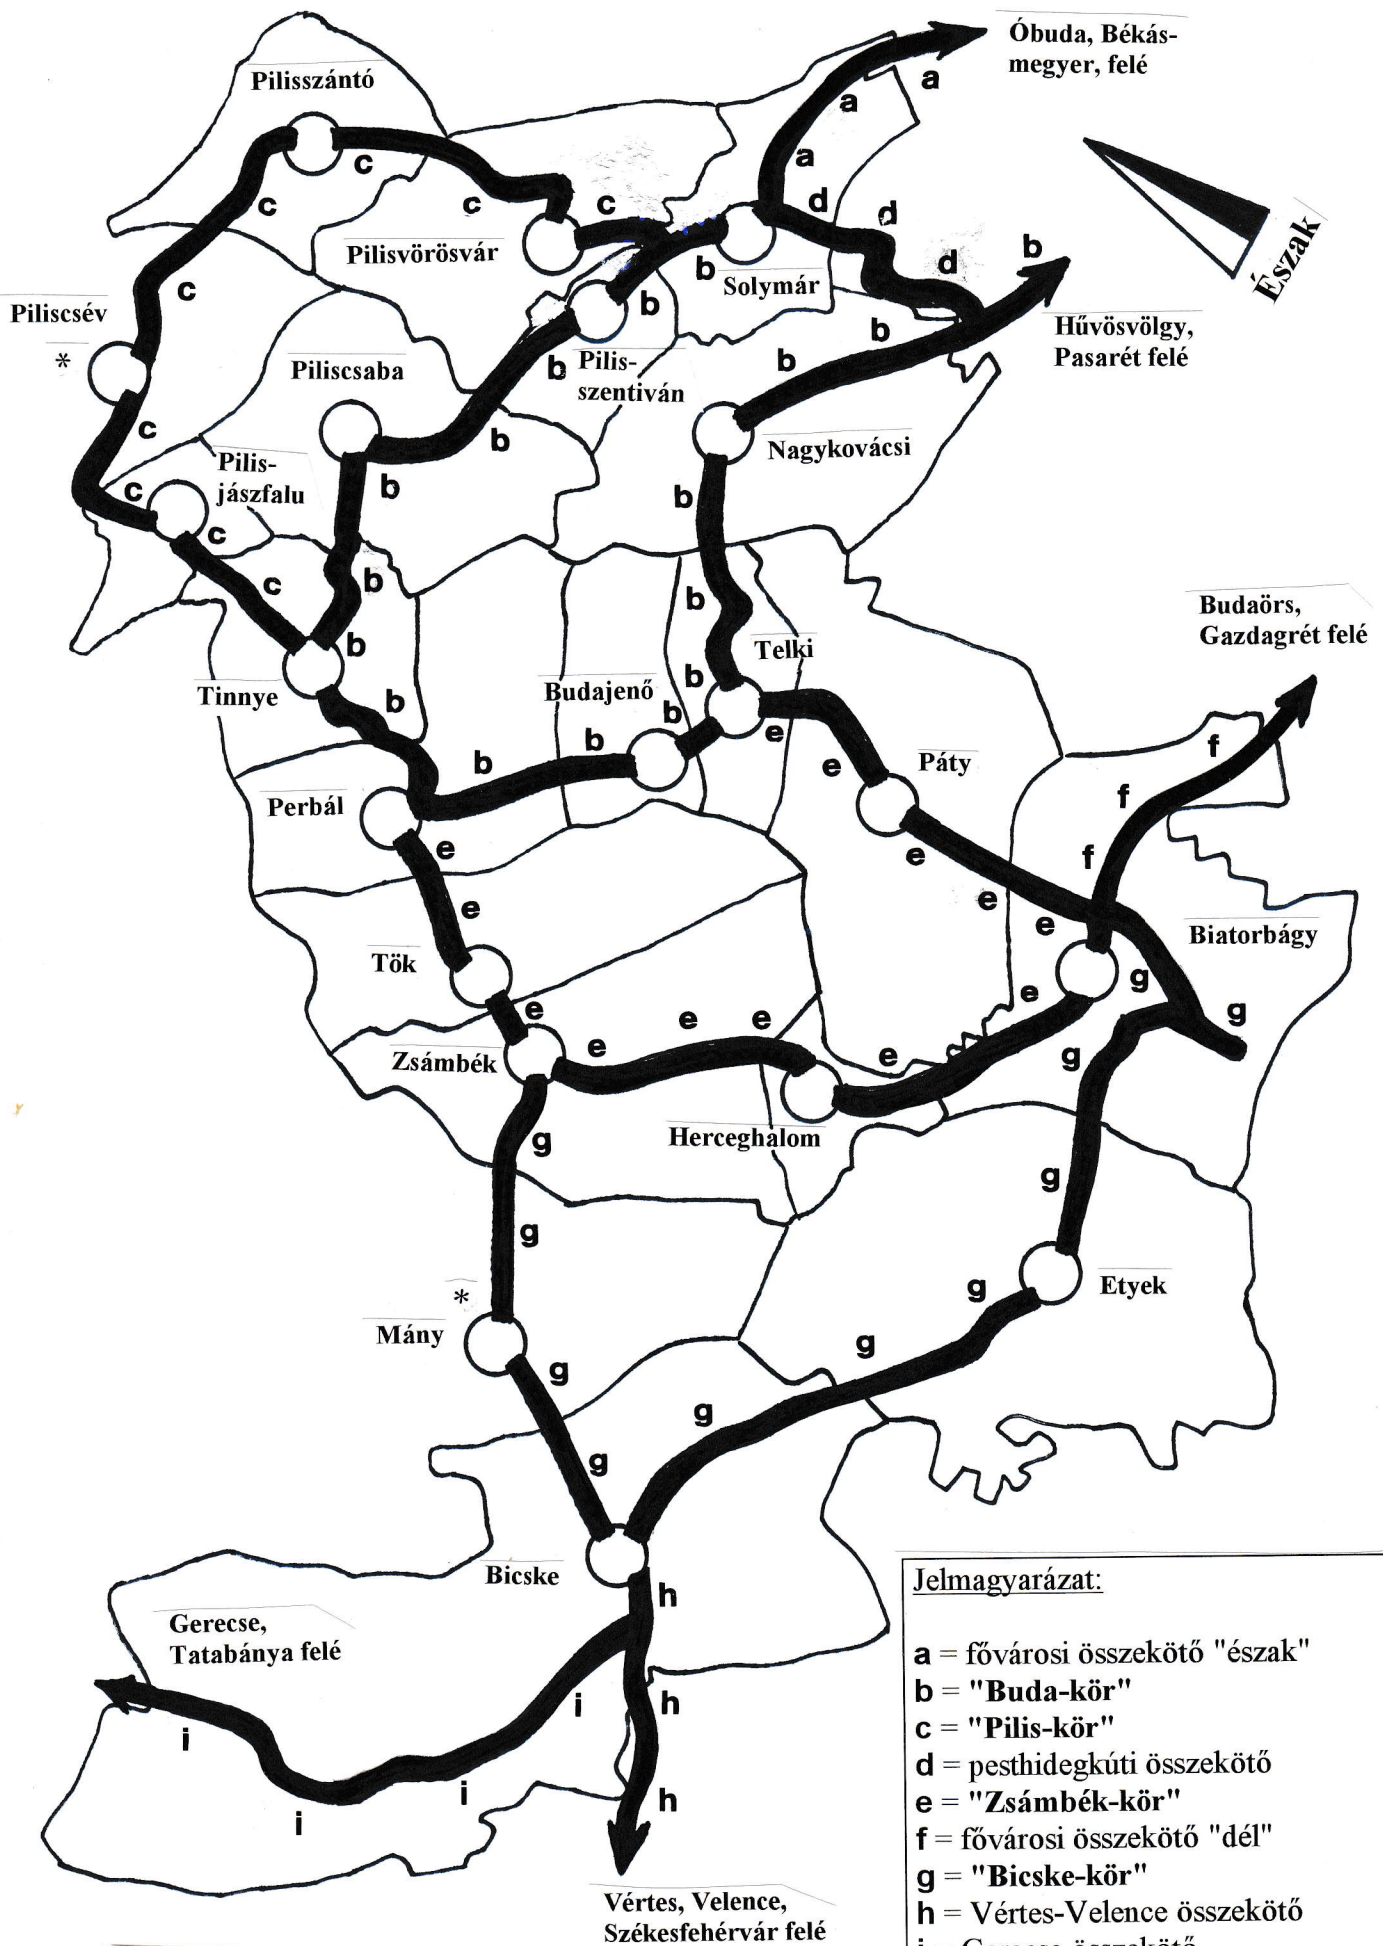 Óbuda, Békás-
megyer, felé
a
a
a
Pilisszántó
c
c
c
c
d
d
d
b
Észak
Pilisvörösvár
Solymár
b
b
c
Piliscsév
*
Hűvösvölgy,
Pasarét felé
b
b
Piliscsaba
b
Pilis-
szentiván
b
c
Nagykovácsi
Pilis-
jászfalu
b
b
c
c
c
b
b
Budaörs,
Gazdagrét felé
b
Telki
b
Tinnye
Budajenő
b
b
e
f
b
b
e
Páty
f
Perbál
e
e
f
e
e
e
Biatorbágy
Tök
g
e
e
g
e
e
e
e
g
Zsámbék
Herceghalom
g
g
g
Etyek
g
*
Mány
g
g
g
g
Bicske
h
Gerecse,
Tatabánya felé
i
h
i
i
i
h
Vértes, Velence,
Székesfehérvár felé
Jelmagyarázat:
a = fővárosi összekötő "észak"
b = "Buda-kör"
c = "Pilis-kör"
d = pesthidegkúti összekötő
e = "Zsámbék-kör"
f = fővárosi összekötő "dél"
g = "Bicske-kör"
h = Vértes-Velence összekötő
i = Gerecse összekötő